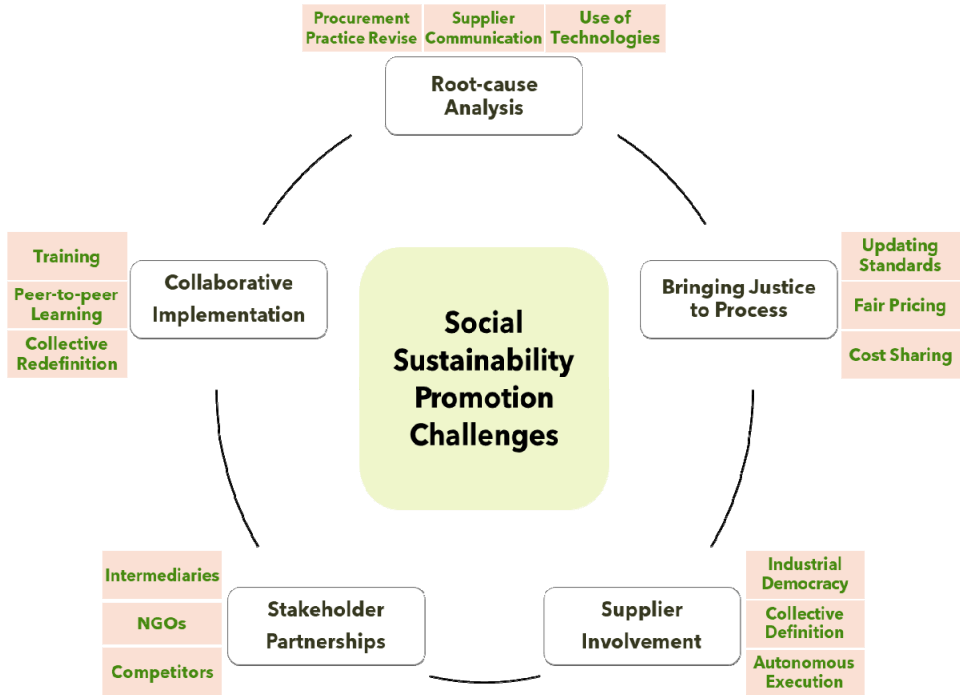 Procurement
Practice Revise
Supplier
Communication
Use of
Technologies
Root-cause
Analysis
Training
Peer-to-peer
Learning
Collective
Redefinition
Collaborative
Implementation
Social
Sustainability
Promotion
Challenges
Bringing Justice
to Process
Updating
Standards
Fair Pricing
Cost Sharing
Intermediaries
NGOs
Competitors
Stakeholder
Partnerships
Supplier
Involvement
Industrial
Democracy
Collective
Definition
Autonomous
Execution